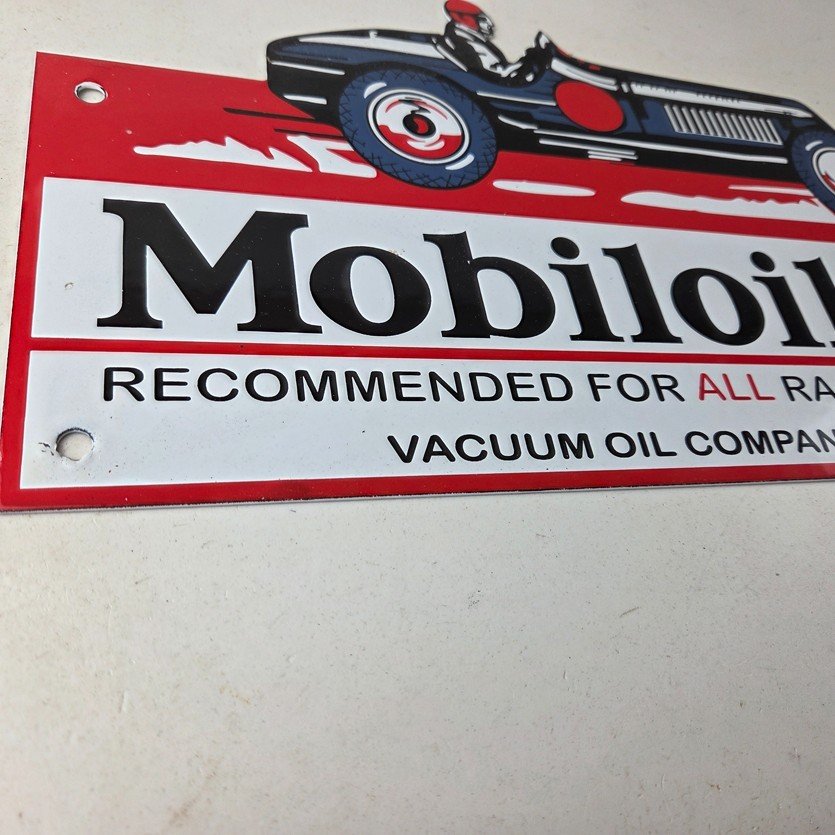 Mobiloil
RECOMMENDED FOR ALL RA
VACUUM OIL COMPAN